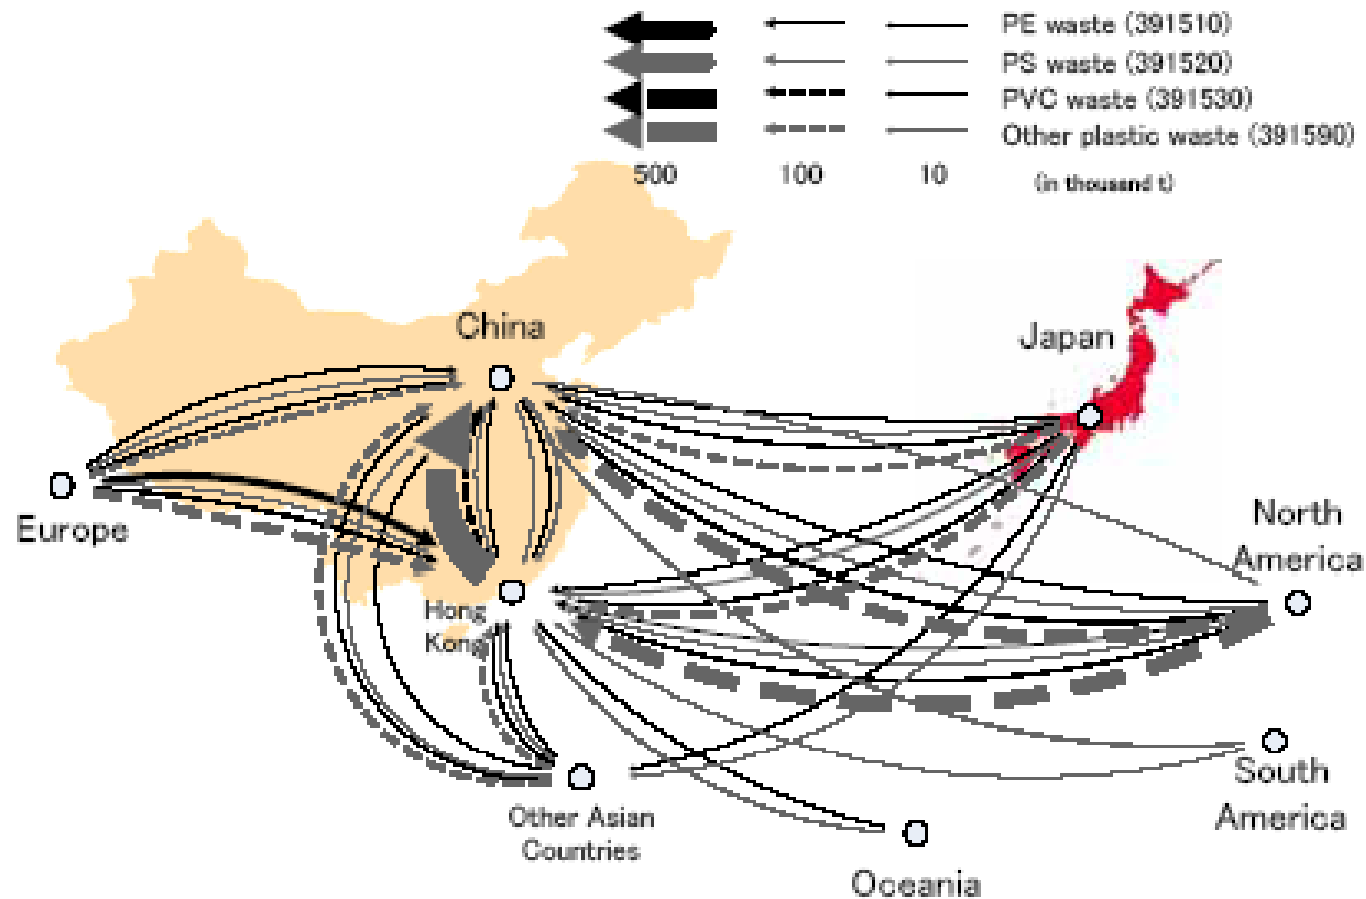 PE waste (391510)
PS waste (391520)
PVC waste (391530)
Other plastic waste (391590)
500 100 10 (in thousand t)
China
Japan
Europe
North
America
Hong
Kong
South
America
Other Asian
Countries
Oceania